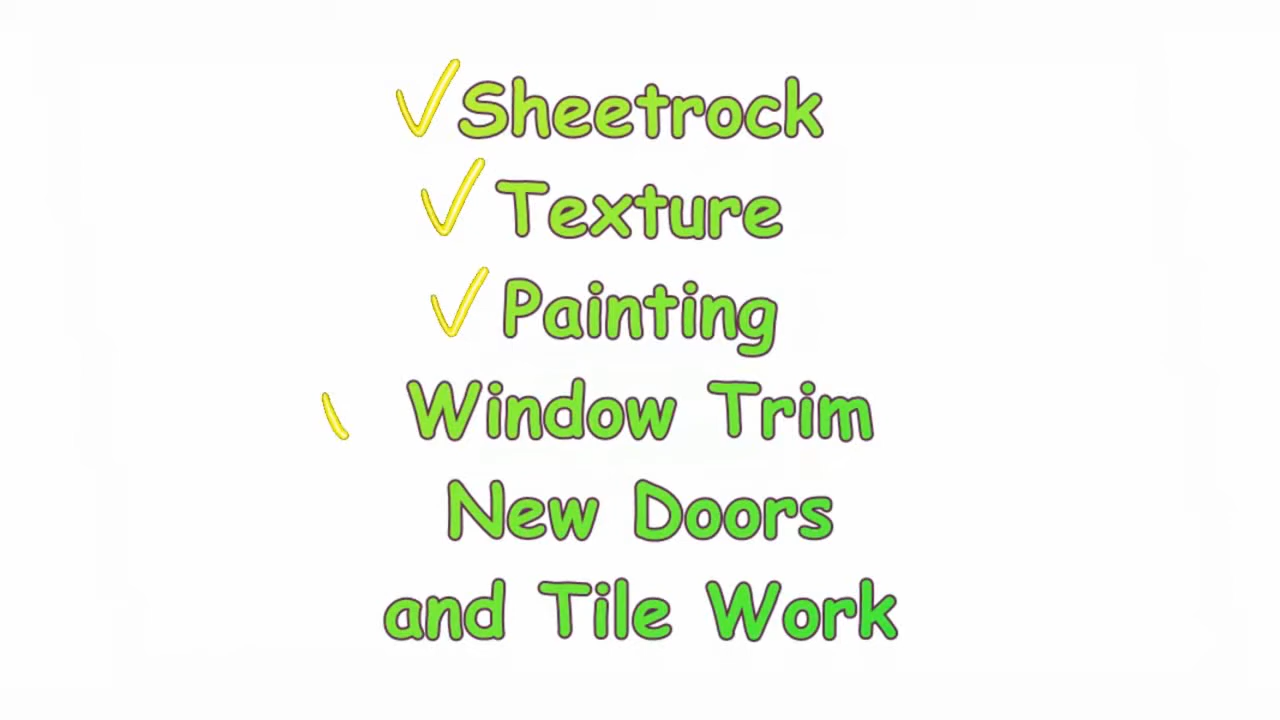 Sheetrock
Texture
Painting
Window Trim
New Doors
and Tile Work